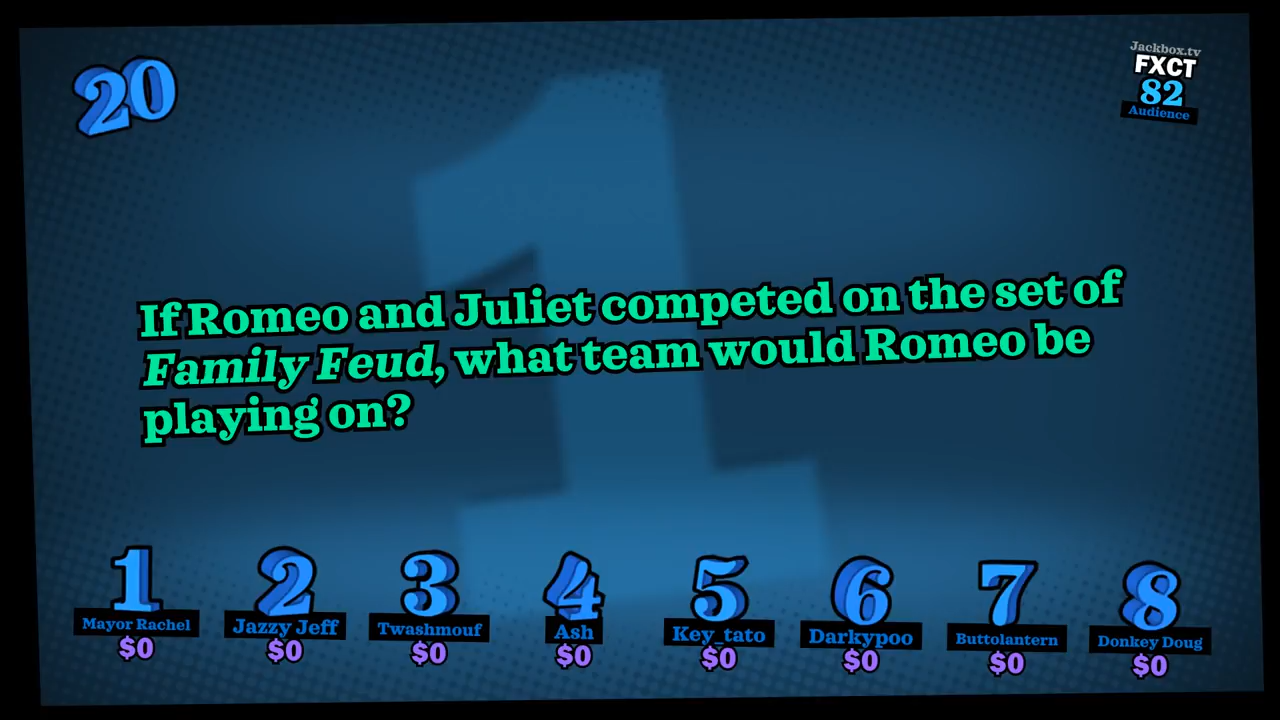 20
Jackbox.tv
FXCT
82
Audience
If Romeo and Juliet competed on the set of
Family Feud, what team would Romeo be
playing on?
1
Mayor Rachel
$0
2
Jazzy Jeff
$0
3
Twashmouf
$0
4
Ash
$0
5
Key_tato
$0
6
Darkypoo
$0
7
Buttolantern
$0
8
Donkey Doug
$0
1